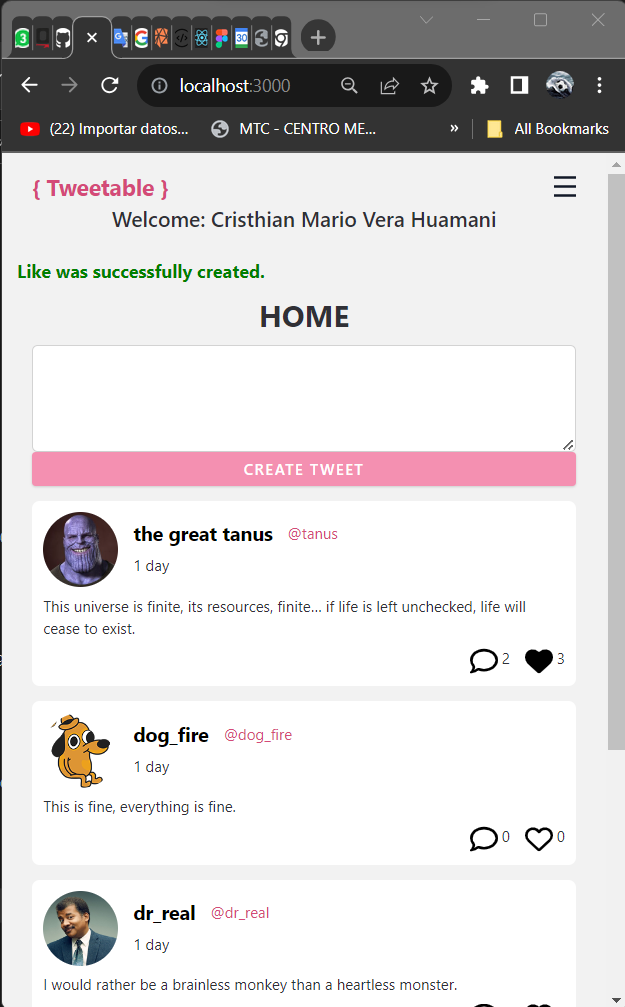 localhost:3000
(22) Importar datos...
MTC - CENTRO ME...
»
All Bookmarks
{ Tweetable }
Welcome: Cristhian Mario Vera Huamani
Like was successfully created.
HOME
CREATE TWEET
the great tanus @tanus
1 day
This universe is finite, its resources, finite... if life is left unchecked, life will
cease to exist.
2 3
dog_fire @dog_fire
1 day
This is fine, everything is fine.
0 0
dr_real @dr_real
1 day
I would rather be a brainless monkey than a heartless monster.